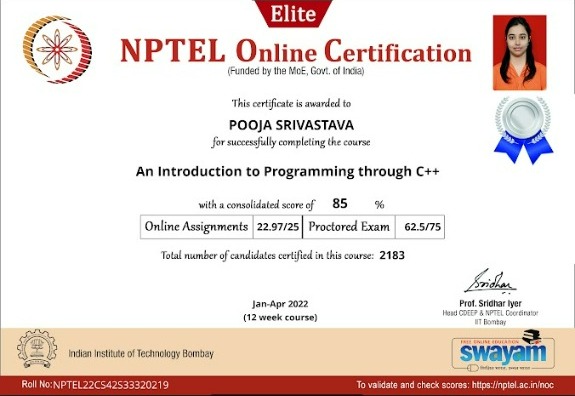 Elite
NPTEL Online Certification
(Funded by the MoE, Govt. of India)
This certificate is awarded to
POOJA SRIVASTAVA
for successfully completing the course
An Introduction to Programming through C++
with a consolidated score of 85 %
Online Assignments 22.97/25 Proctored Exam 62.5/75
Total number of candidates certified in this course: 2183
Jan-Apr 2022
(12 week course)
Sridhar
Prof. Sridhar Iyer
Head CDEEP & NPTEL Coordinator
IIT Bombay
Indian Institute of Technology Bombay
FREE ONLINE EDUCATION
swayam
Roll No:NPTEL22CS42S33320219
To validate and check scores: https://nptel.ac.in/noc